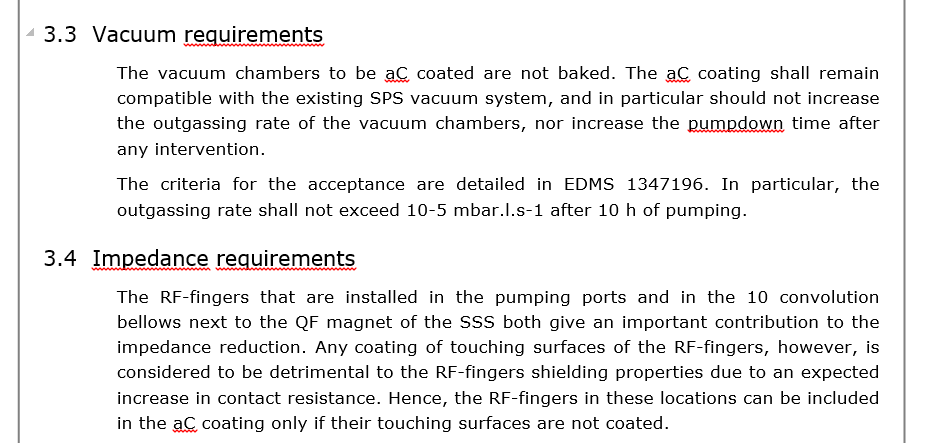 3.3 Vacuum requirements
The vacuum chambers to be aC coated are not baked. The aC coating shall remain
compatible with the existing SPS vacuum system, and in particular should not increase
the outgassing rate of the vacuum chambers, nor increase the pumpdown time after
any intervention.
The criteria for the acceptance are detailed in EDMS 1347196. In particular, the
outgassing rate shall not exceed 10-5 mbar.l.s-1 after 10 h of pumping.
3.4 Impedance requirements
The RF-fingers that are installed in the pumping ports and in the 10 convolution
bellows next to the QF magnet of the SSS both give an important contribution to the
impedance reduction. Any coating of touching surfaces of the RF-fingers, however, is
considered to be detrimental to the RF-fingers shielding properties due to an expected
increase in contact resistance. Hence, the RF-fingers in these locations can be included
in the aC coating only if their touching surfaces are not coated.